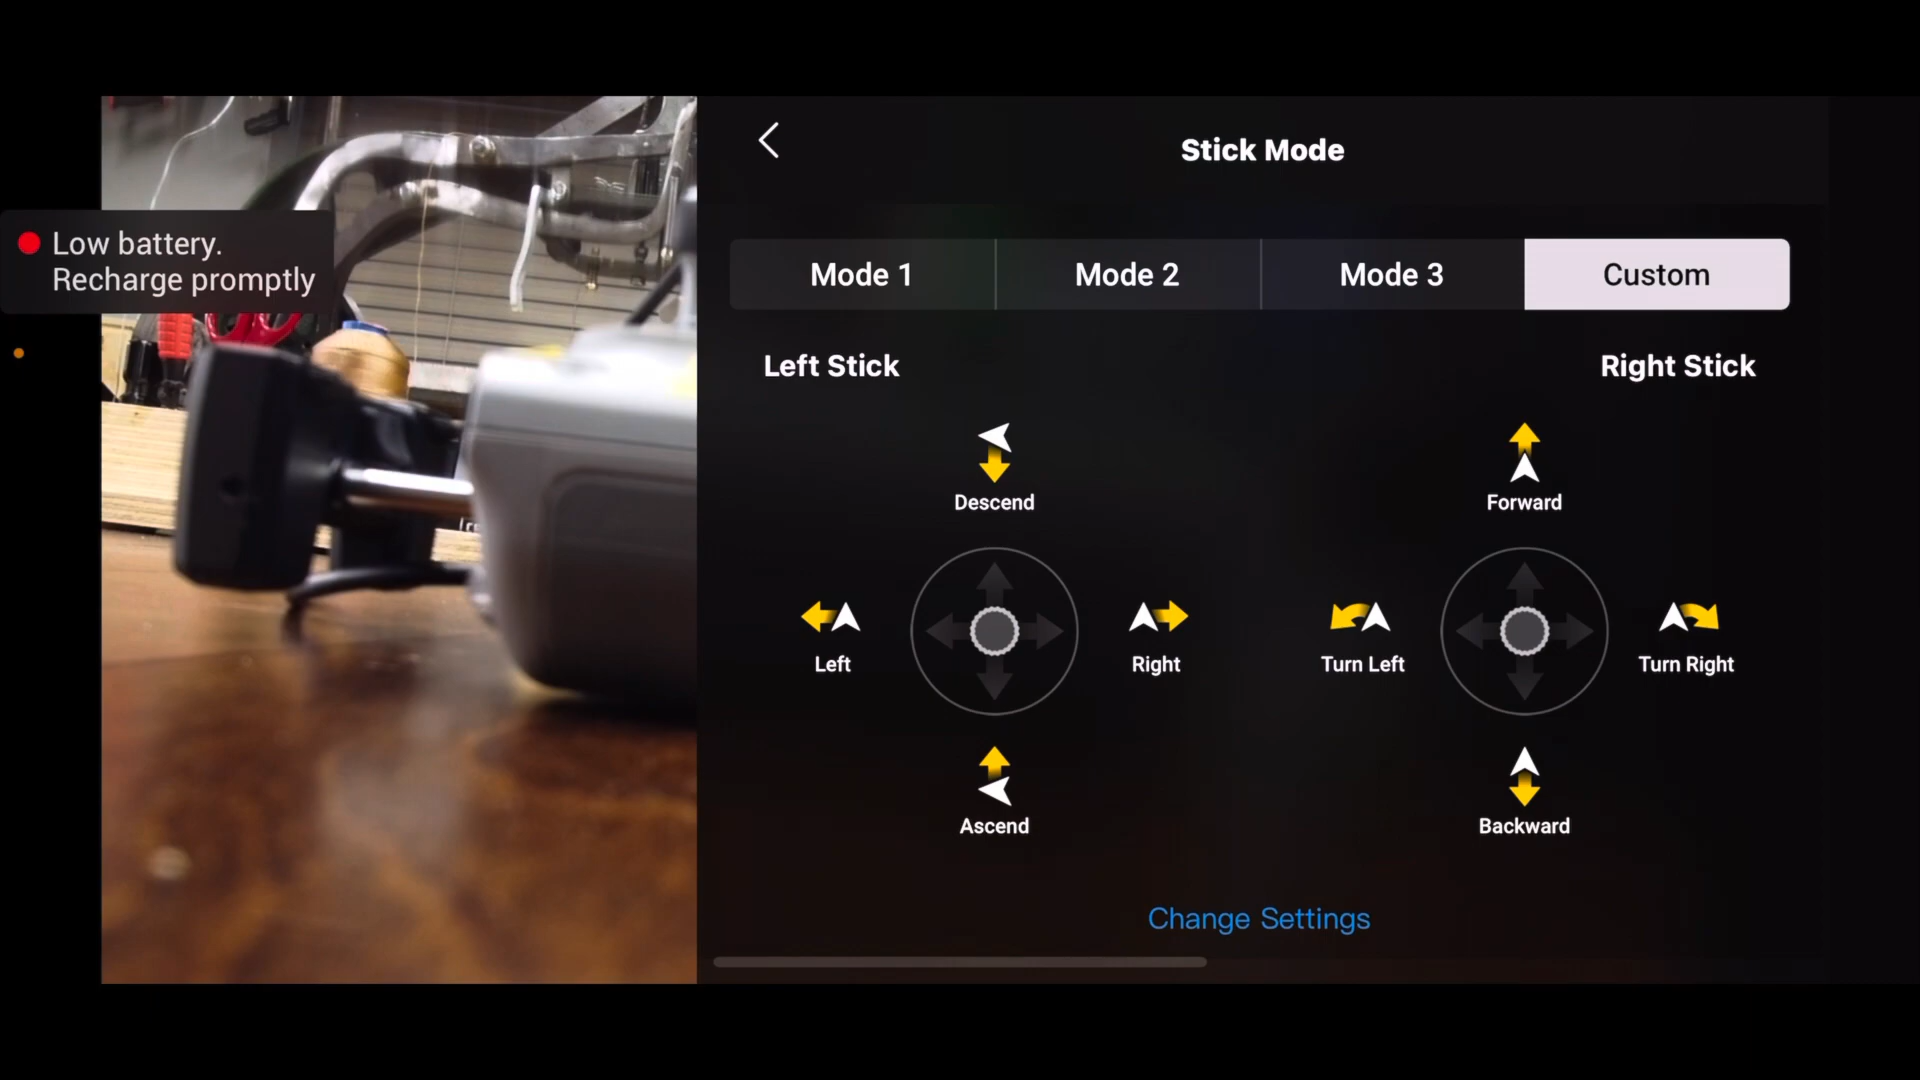 Stick Mode
Low battery.
Recharge promptly
Mode 1
Mode 2
Mode 3
Custom
Left Stick
Right Stick
Descend
Forward
Left
Right
Turn Left
Turn Right
Ascend
Backward
Change Settings